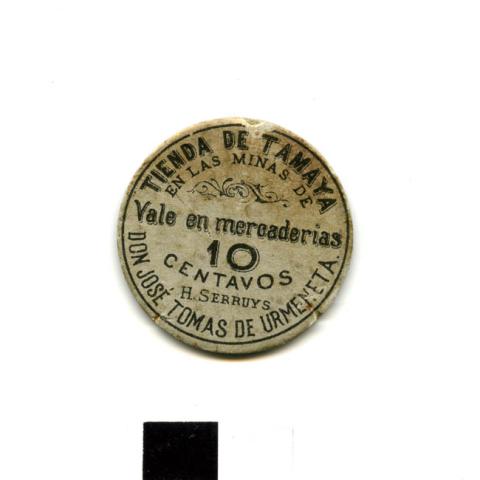 TIENDA DE TAMAYA
EN LAS MINAS DE
Vale en mercaderias
10
CENTAVOS
H. SERRUYS
DON JOSÉ TOMAS DE URMENETA.